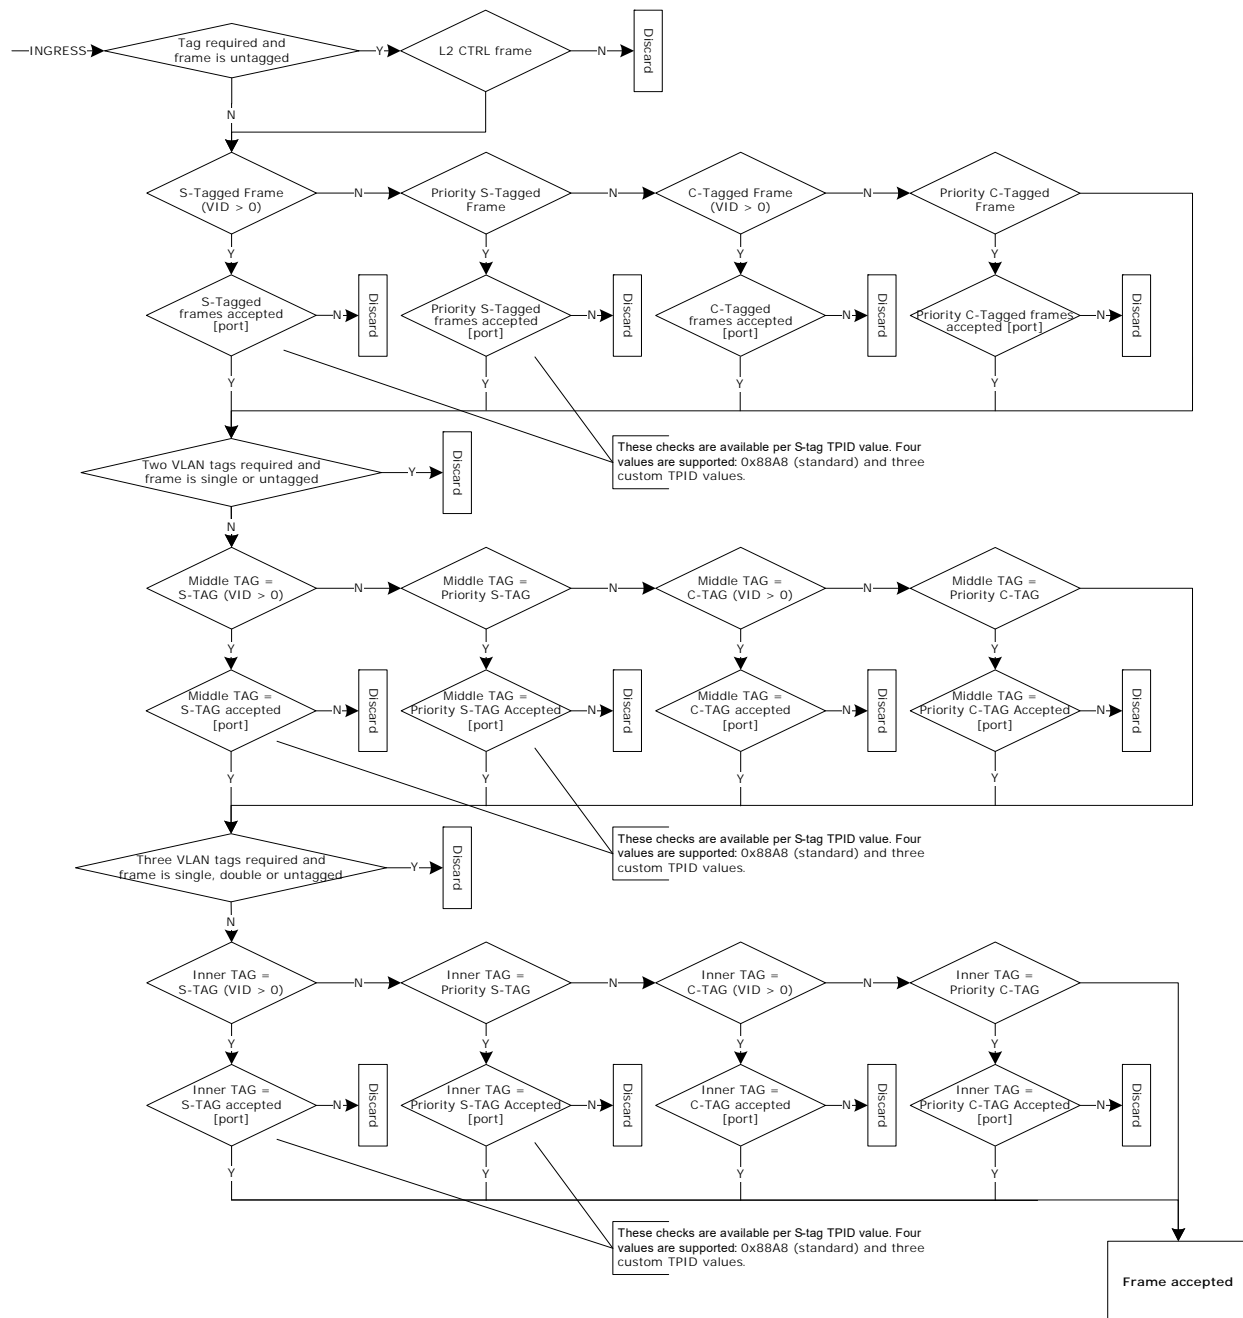 INGRESS
Tag required and
frame is untagged
Y
L2 CTRL frame
N
Discard
N
S-Tagged Frame
(VID > 0)
N
Priority S-Tagged
Frame
N
C-Tagged Frame
(VID > 0)
N
Priority C-Tagged
Frame
Y
Y
Y
Y
S-Tagged
frames accepted
[port]
N
Discard
Priority S-Tagged
frames accepted
[port]
N
Discard
C-Tagged
frames accepted
[port]
N
Discard
Priority C-Tagged frames
accepted [port]
N
Discard
Y
Y
Y
Y
These checks are available per S-tag TPID value. Four
values are supported: 0x88A8 (standard) and three
custom TPID values.
Two VLAN tags required and
frame is single or untagged
Y
Discard
N
Middle TAG =
S-TAG (VID > 0)
N
Middle TAG =
Priority S-TAG
N
Middle TAG =
C-TAG (VID > 0)
N
Middle TAG =
Priority C-TAG
Y
Y
Y
Y
Middle TAG =
S-TAG accepted
[port]
N
Discard
Middle TAG =
Priority S-TAG Accepted
[port]
N
Discard
Middle TAG =
C-TAG accepted
[port]
N
Discard
Middle TAG =
Priority C-TAG Accepted
[port]
N
Discard
Y
Y
Y
Y
These checks are available per S-tag TPID value. Four
values are supported: 0x88A8 (standard) and three
custom TPID values.
Three VLAN tags required and
frame is single, double or untagged
Y
Discard
N
Inner TAG =
S-TAG (VID > 0)
N
Inner TAG =
Priority S-TAG
N
Inner TAG =
C-TAG (VID > 0)
N
Inner TAG =
Priority C-TAG
Y
Y
Y
Y
Inner TAG =
S-TAG accepted
[port]
N
Discard
Inner TAG =
Priority S-TAG Accepted
[port]
N
Discard
Inner TAG =
C-TAG accepted
[port]
N
Discard
Inner TAG =
Priority C-TAG Accepted
[port]
N
Discard
Y
Y
Y
Y
These checks are available per S-tag TPID value. Four
values are supported: 0x88A8 (standard) and three
custom TPID values.
Frame accepted